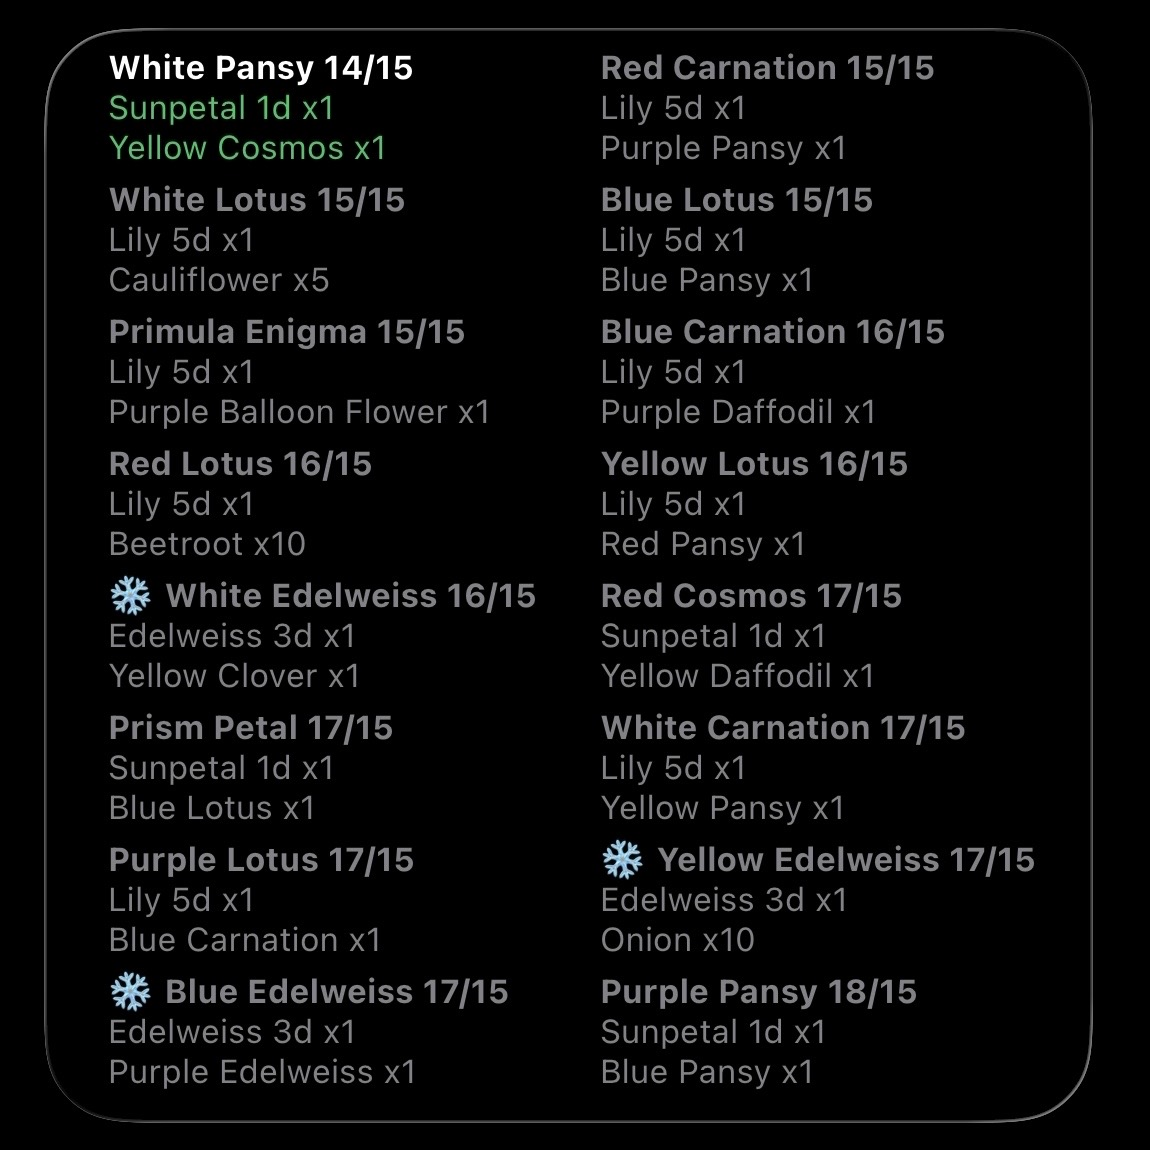 White Pansy 14/15
Sunpetal 1d x1
Yellow Cosmos x1
White Lotus 15/15
Lily 5d x1
Cauliflower x5
Primula Enigma 15/15
Lily 5d x1
Purple Balloon Flower x1
Red Lotus 16/15
Lily 5d x1
Beetroot x10
❄️ White Edelweiss 16/15
Edelweiss 3d x1
Yellow Clover x1
Prism Petal 17/15
Sunpetal 1d x1
Blue Lotus x1
Purple Lotus 17/15
Lily 5d x1
Blue Carnation x1
❄️ Blue Edelweiss 17/15
Edelweiss 3d x1
Purple Edelweiss x1
Red Carnation 15/15
Lily 5d x1
Purple Pansy x1
Blue Lotus 15/15
Lily 5d x1
Blue Pansy x1
Blue Carnation 16/15
Lily 5d x1
Purple Daffodil x1
Yellow Lotus 16/15
Lily 5d x1
Red Pansy x1
Red Cosmos 17/15
Sunpetal 1d x1
Yellow Daffodil x1
White Carnation 17/15
Lily 5d x1
Yellow Pansy x1
❄️ Yellow Edelweiss 17/15
Edelweiss 3d x1
Onion x10
Purple Pansy 18/15
Sunpetal 1d x1
Blue Pansy x1